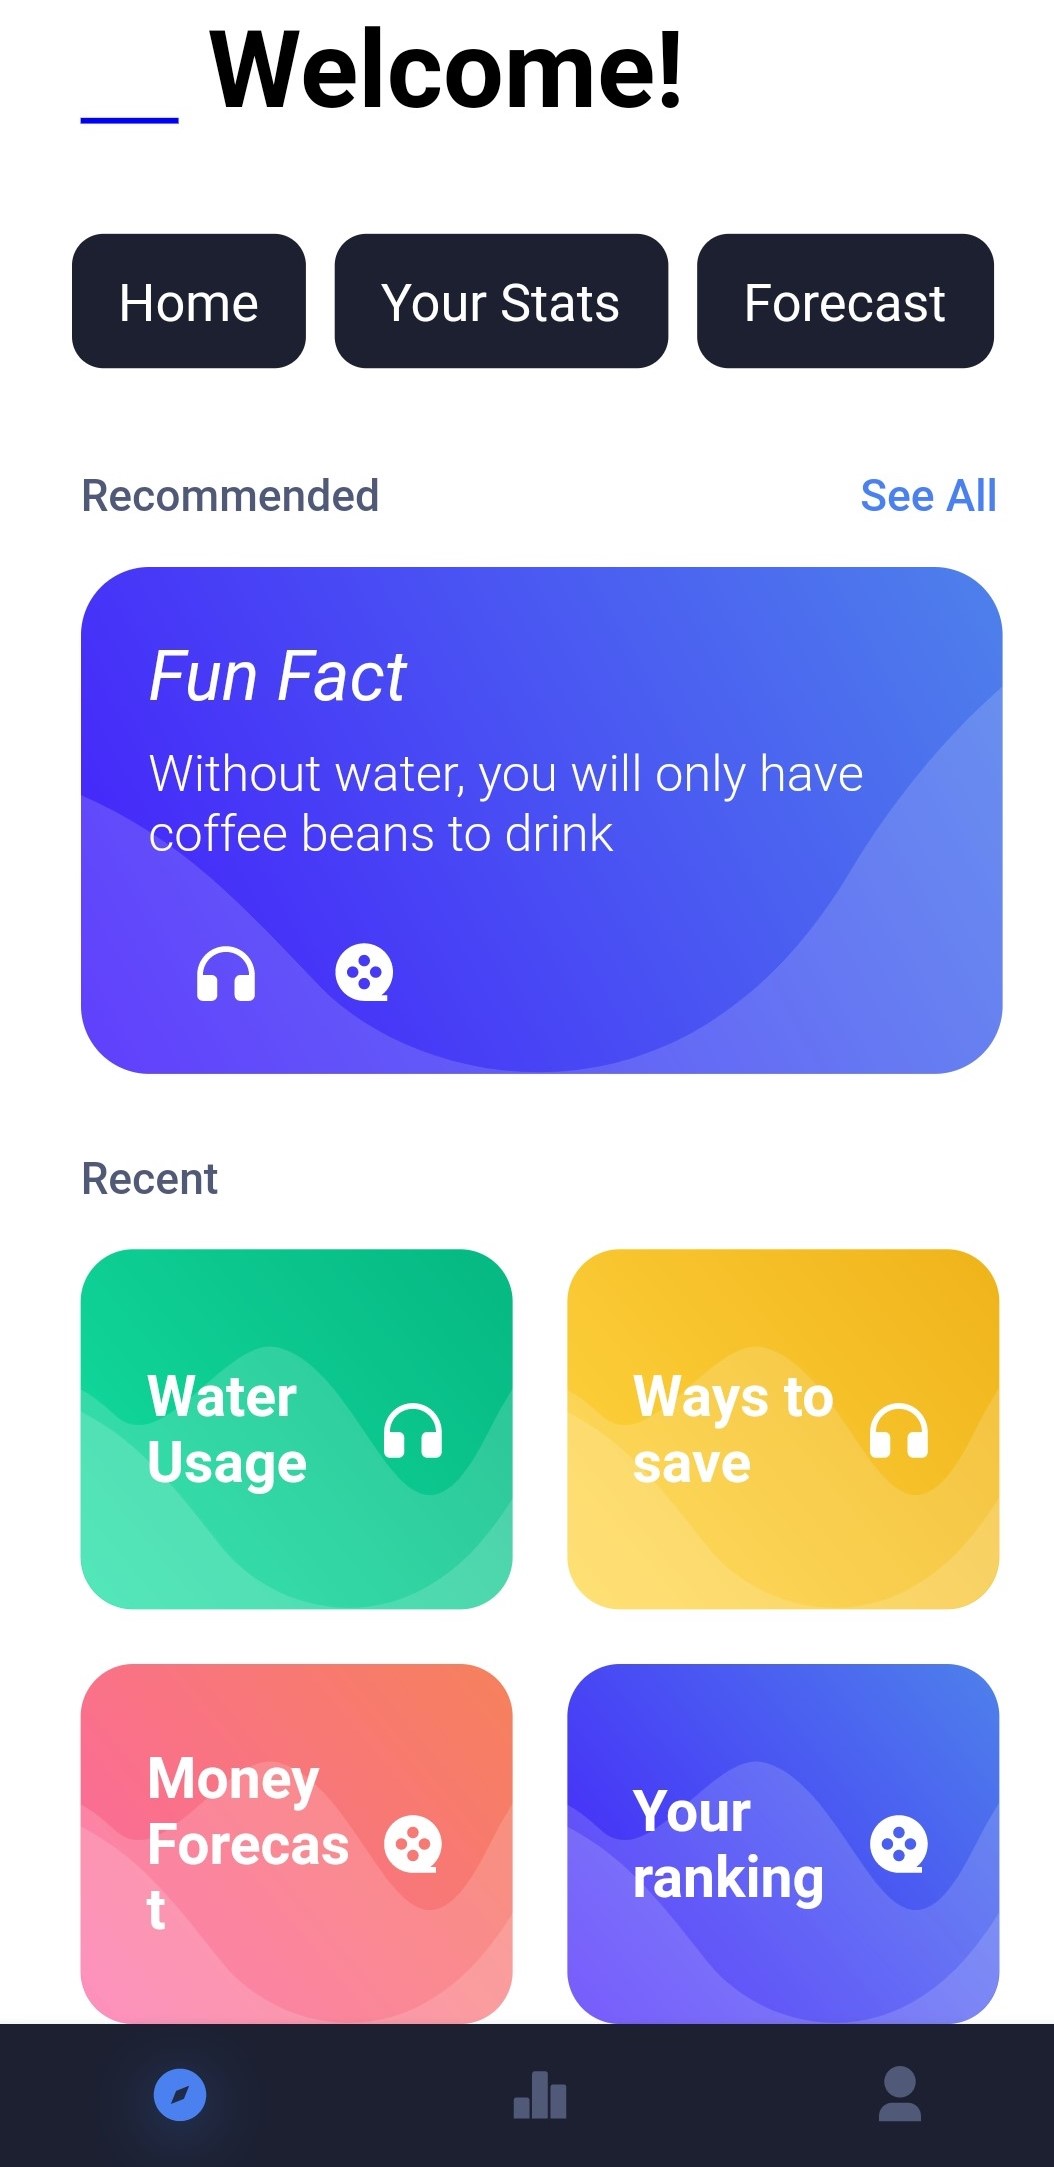 Welcome!
Home
Your Stats
Forecast
Recommended
See All
Fun Fact
Without water, you will only have
coffee beans to drink
Recent
Water
Usage
Ways to
save
Money
Forecas
t
Your
ranking